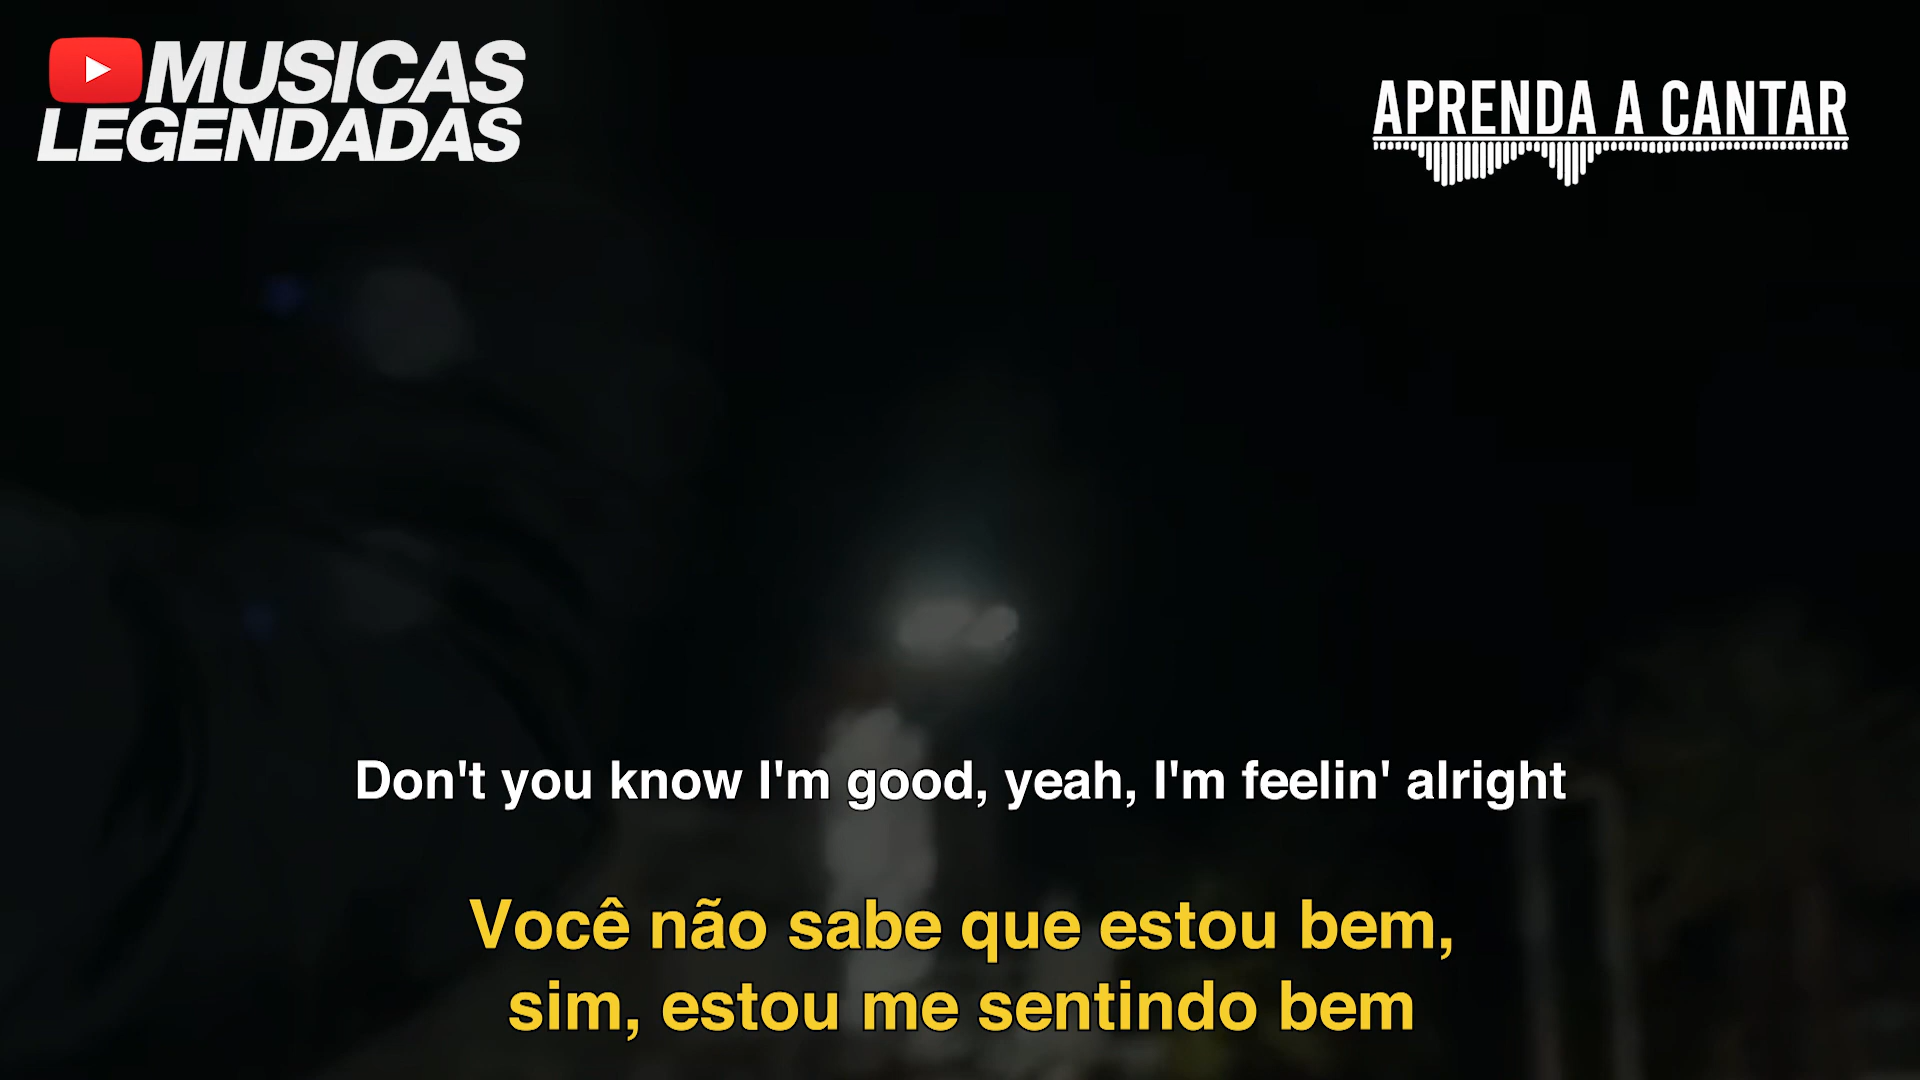 MUSICAS
LEGENDADAS
APRENDA A CANTAR
Don't you know I'm good, yeah, I'm feelin' alright
Você não sabe que estou bem,
sim, estou me sentindo bem